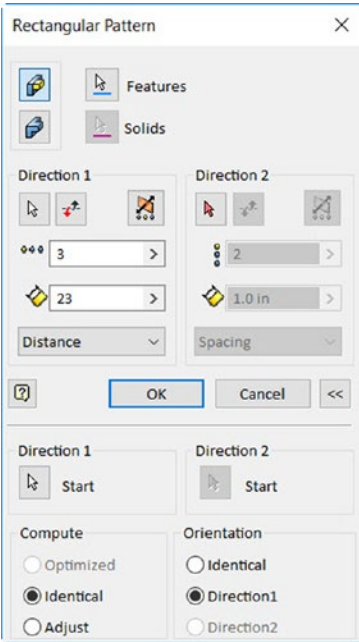 Rectangular Pattern
Features
Solids
Direction 1 Direction 2
3 > 2 >
23 > 1.0 in >
Distance Spacing
OK Cancel <<
Direction 1 Direction 2
Start Start
Compute Orientation
Optimized Identical
Identical Direction1
Adjust Direction2